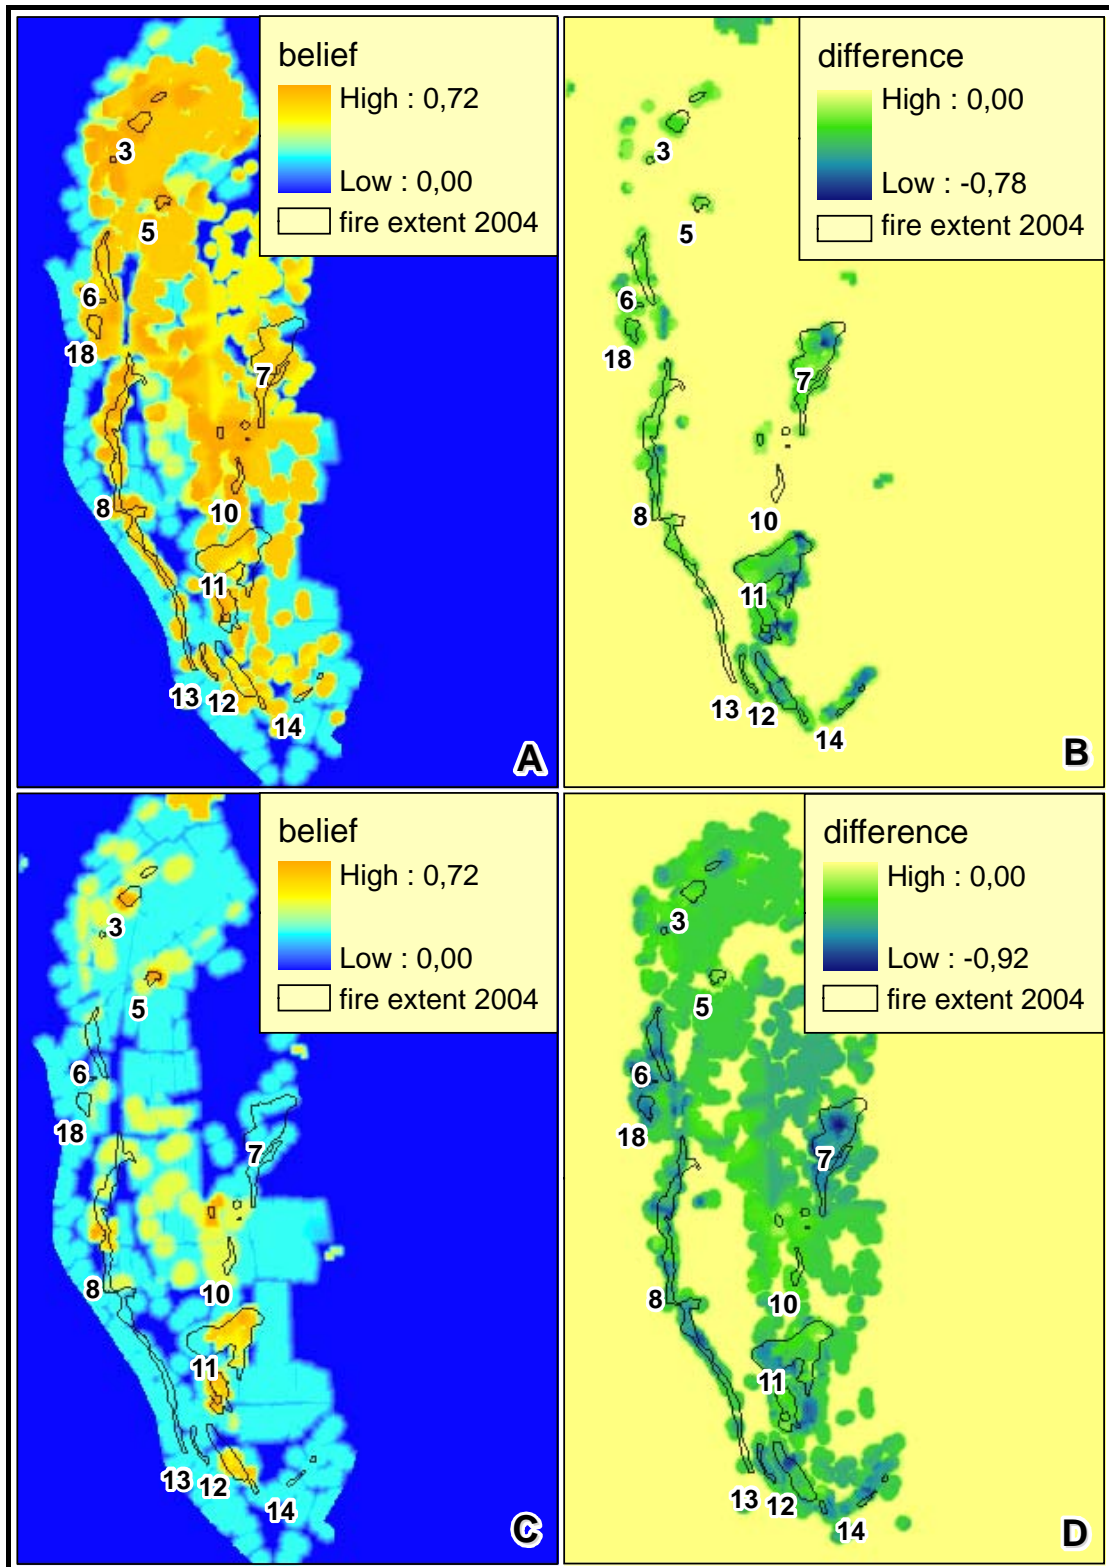 belief
High : 0,72
Low : 0,00
fire extent 2004
3
5
6
18
7
8
10
11
13
12
14
A
difference
High : 0,00
Low : -0,78
fire extent 2004
3
5
6
18
7
8
10
11
13
12
14
B
belief
High : 0,72
Low : 0,00
fire extent 2004
3
5
6
18
7
8
10
11
13
12
14
C
difference
High : 0,00
Low : -0,92
fire extent 2004
3
5
6
18
7
8
10
11
13
12
14
D